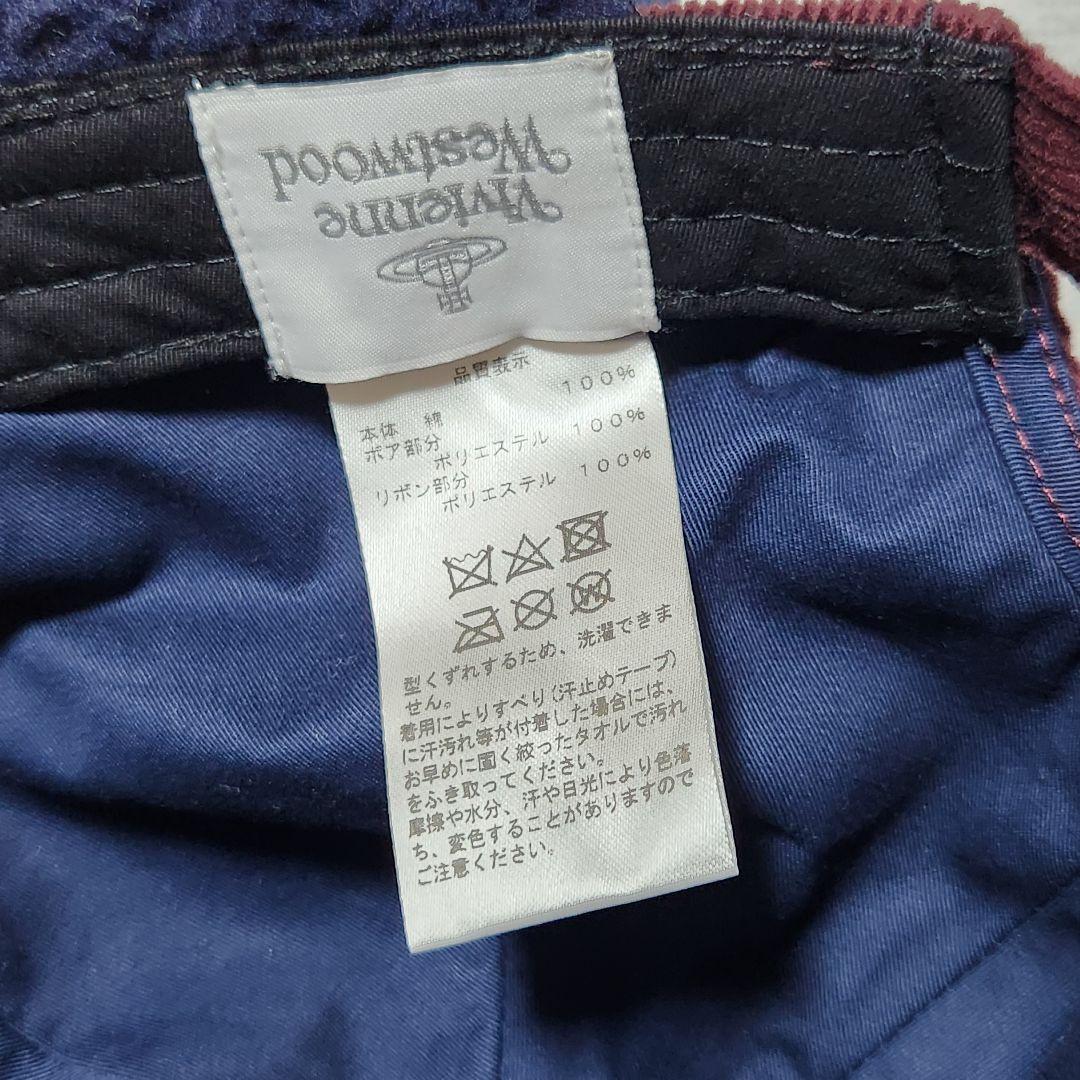 Vivienne
Westwood
品質表示
本体　綿　100%
ボア部分
ポリエステル　100%
リボン部分
ポリエステル　100%
W
型くずれするため、洗濯できま
せん。
着用によりすべり(汗止めテープ)
に汗汚れ等が付着した場合には、
お早めに固く絞ったタオルで汚れ
をふき取ってください。
摩擦や水分、汗や日光により色落
ち、変色することがありますので
ご注意ください。